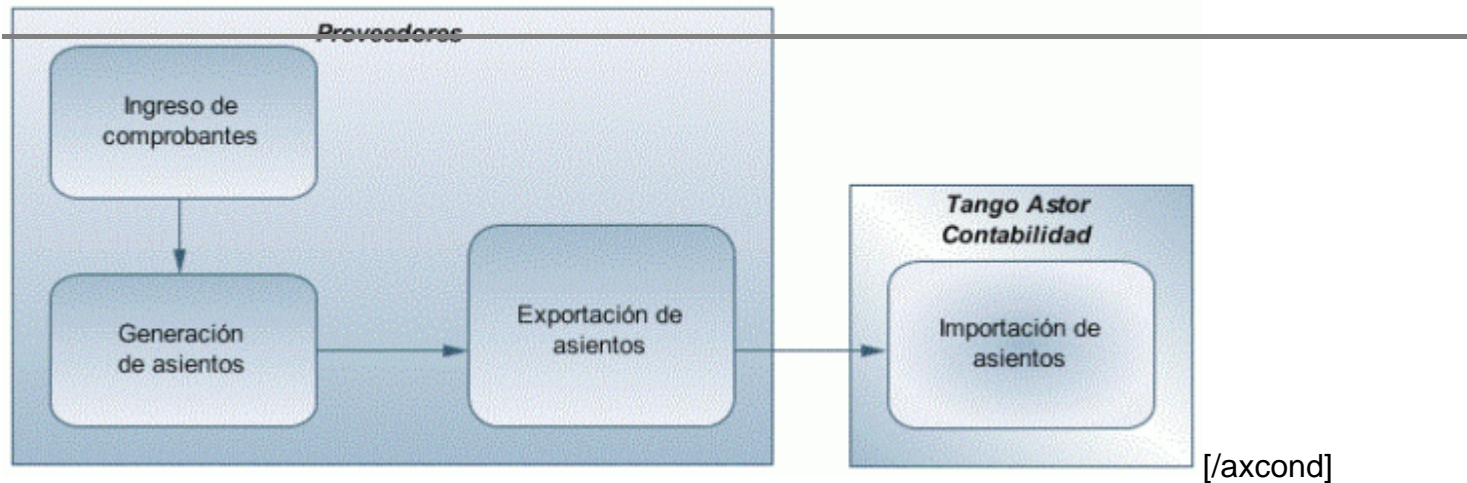 Proveedores
Ingreso de
comprobantes
Generación
de asientos
Exportación de
asientos
Tango Astor
Contabilidad
Importación de
asientos
[/axcond]